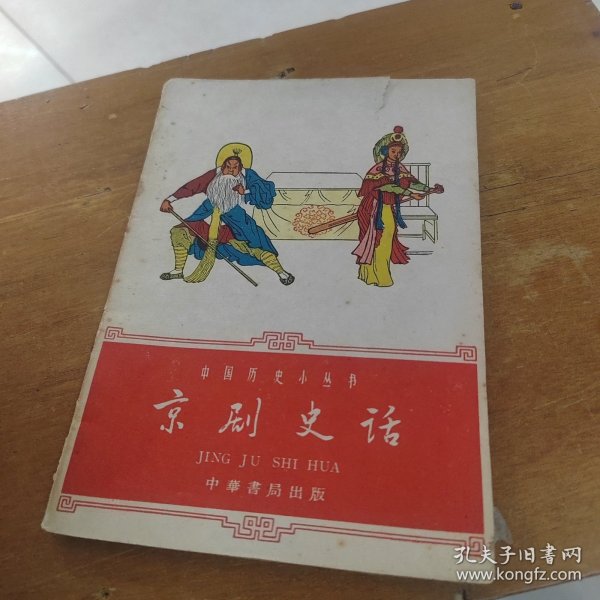 中国历史小丛书
京剧史话
JING JU SHI HUA
中華書局出版
孔夫子旧书网
www.kongfz.com